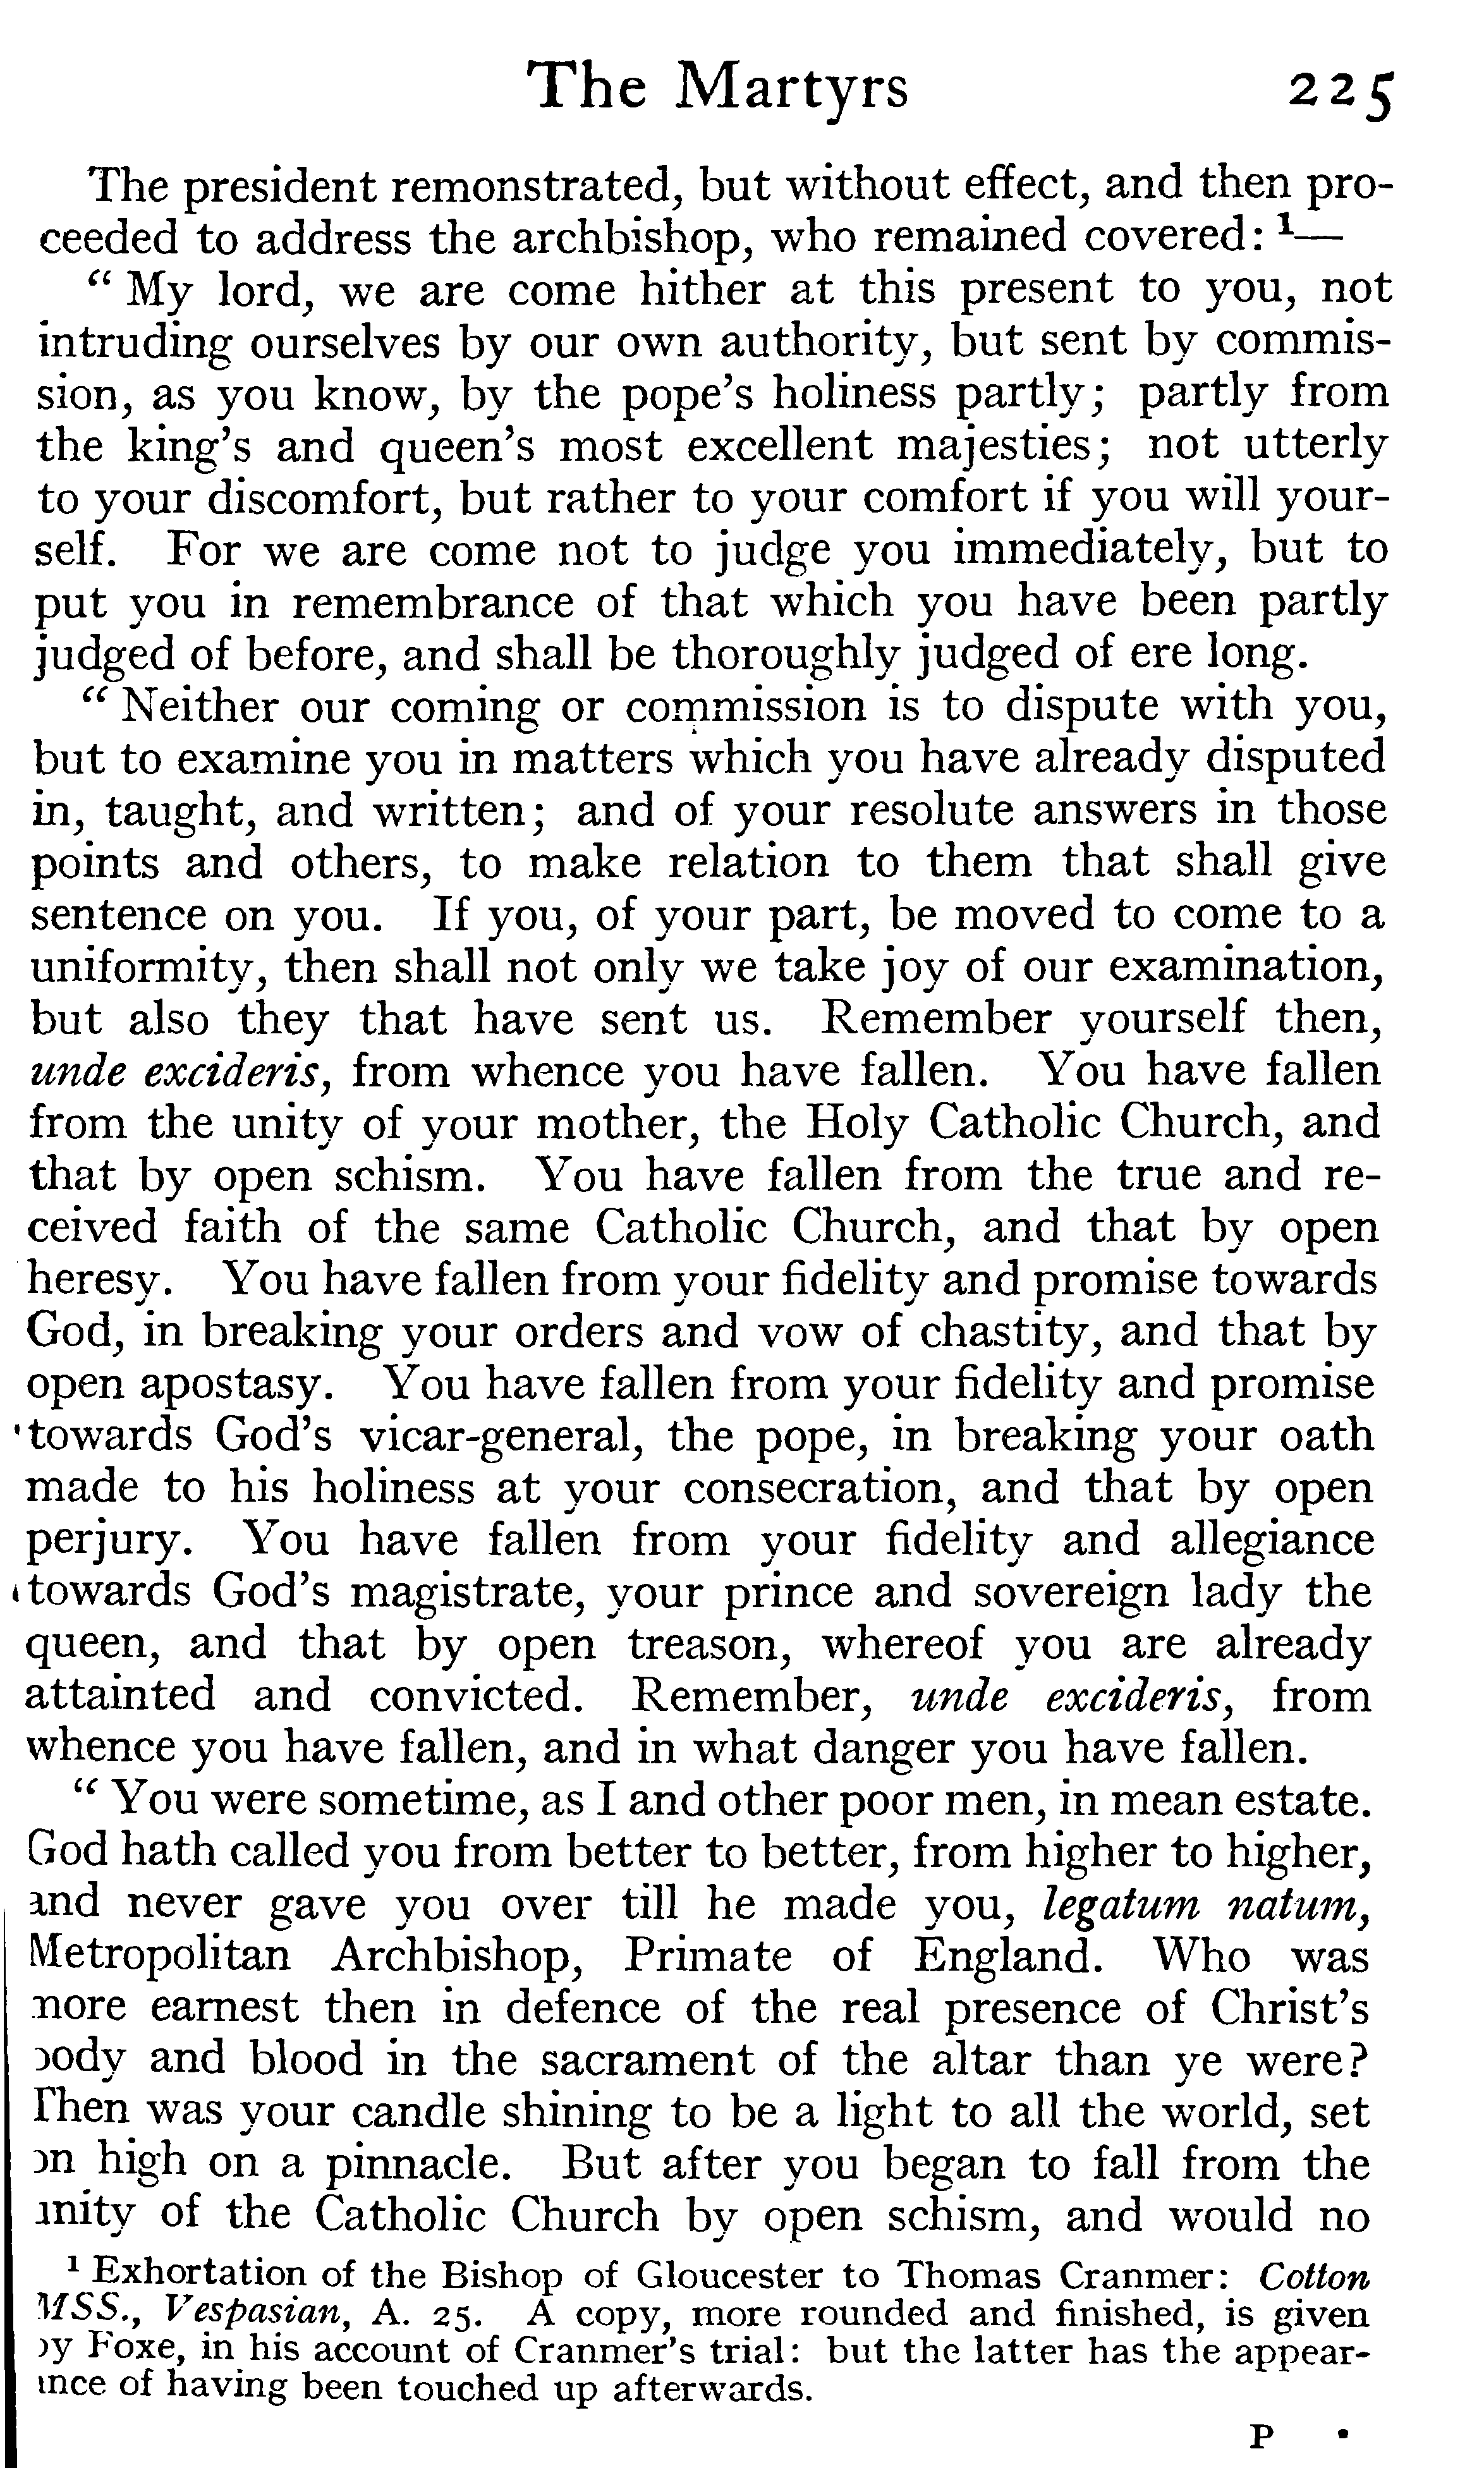 The Martyrs 225
The president remonstrated, but without effect, and then pro-
ceeded to address the archbishop, who remained covered: ¹—
“ My lord, we are come hither at this present to you, not
intruding ourselves by our own authority, but sent by commis-
sion, as you know, by the pope’s holiness partly; partly from
the king’s and queen’s most excellent majesties; not utterly
to your discomfort, but rather to your comfort if you will your-
self. For we are come not to judge you immediately, but to
put you in remembrance of that which you have been partly
judged of before, and shall be thoroughly judged of ere long.
“ Neither our coming or commission is to dispute with you,
but to examine you in matters which you have already disputed
in, taught, and written; and of your resolute answers in those
points and others, to make relation to them that shall give
sentence on you. If you, of your part, be moved to come to a
uniformity, then shall not only we take joy of our examination,
but also they that have sent us. Remember yourself then,
unde excideris, from whence you have fallen. You have fallen
from the unity of your mother, the Holy Catholic Church, and
that by open schism. You have fallen from the true and re-
ceived faith of the same Catholic Church, and that by open
heresy. You have fallen from your fidelity and promise towards
God, in breaking your orders and vow of chastity, and that by
open apostasy. You have fallen from your fidelity and promise
towards God’s vicar-general, the pope, in breaking your oath
made to his holiness at your consecration, and that by open
perjury. You have fallen from your fidelity and allegiance
towards God’s magistrate, your prince and sovereign lady the
queen, and that by open treason, whereof you are already
attainted and convicted. Remember, unde excideris, from
whence you have fallen, and in what danger you have fallen.
“ You were sometime, as I and other poor men, in mean estate.
God hath called you from better to better, from higher to higher,
and never gave you over till he made you, legatum natum,
Metropolitan Archbishop, Primate of England. Who was
more earnest then in defence of the real presence of Christ’s
body and blood in the sacrament of the altar than ye were?
Then was your candle shining to be a light to all the world, set
on high on a pinnacle. But after you began to fall from the
unity of the Catholic Church by open schism, and would no
¹ Exhortation of the Bishop of Gloucester to Thomas Cranmer: Cotton
MSS., Vespasian, A. 25. A copy, more rounded and finished, is given
by Foxe, in his account of Cranmer’s trial: but the latter has the appear-
ance of having been touched up afterwards.
P